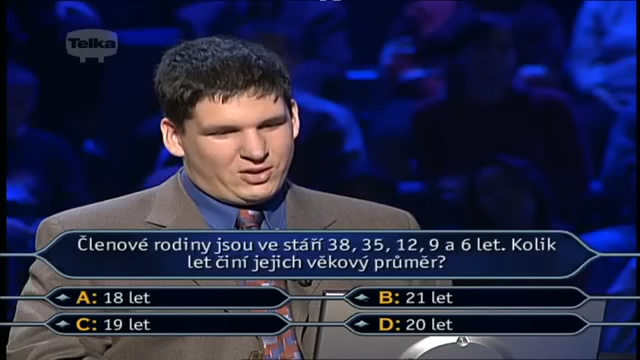 Telka
Členové rodiny jsou ve stáří 38, 35, 12, 9 a 6 let. Kolik
let činí jejich věkový průměr?
A: 18 let
B: 21 let
C: 19 let
D: 20 let